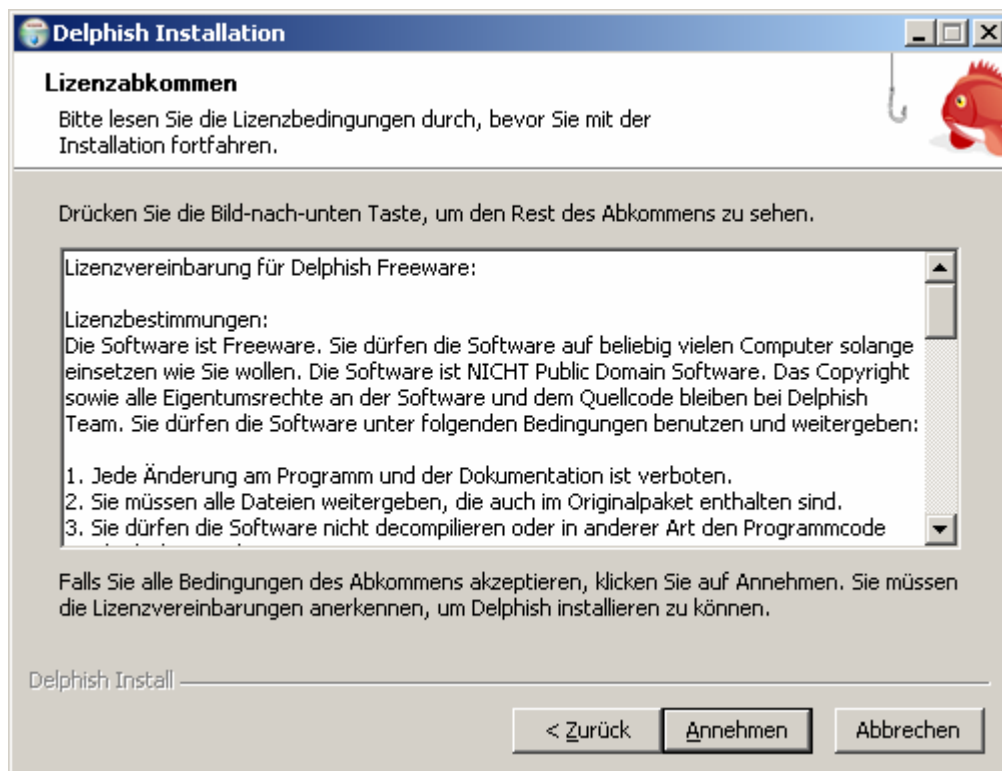 Delphish Installation
Lizenzabkommen
Bitte lesen Sie die Lizenzbedingungen durch, bevor Sie mit der
Installation fortfahren.
Drücken Sie die Bild-nach-unten Taste, um den Rest des Abkommens zu sehen.
Lizenzvereinbarung für Delphish Freeware:
Lizenzbestimmungen:
Die Software ist Freeware. Sie dürfen die Software auf beliebig vielen Computer solange
einsetzen wie Sie wollen. Die Software ist NICHT Public Domain Software. Das Copyright
sowie alle Eigentumsrechte an der Software und dem Quellcode bleiben bei Delphish
Team. Sie dürfen die Software unter folgenden Bedingungen benutzen und weitergeben:
1. Jede Änderung am Programm und der Dokumentation ist verboten.
2. Sie müssen alle Dateien weitergeben, die auch im Originalpaket enthalten sind.
3. Sie dürfen die Software nicht decompilieren oder in anderer Art den Programmcode
Falls Sie alle Bedingungen des Abkommens akzeptieren, klicken Sie auf Annehmen. Sie müssen
die Lizenzvereinbarungen anerkennen, um Delphish installieren zu können.
Delphish Install
< Zurück
Annehmen
Abbrechen